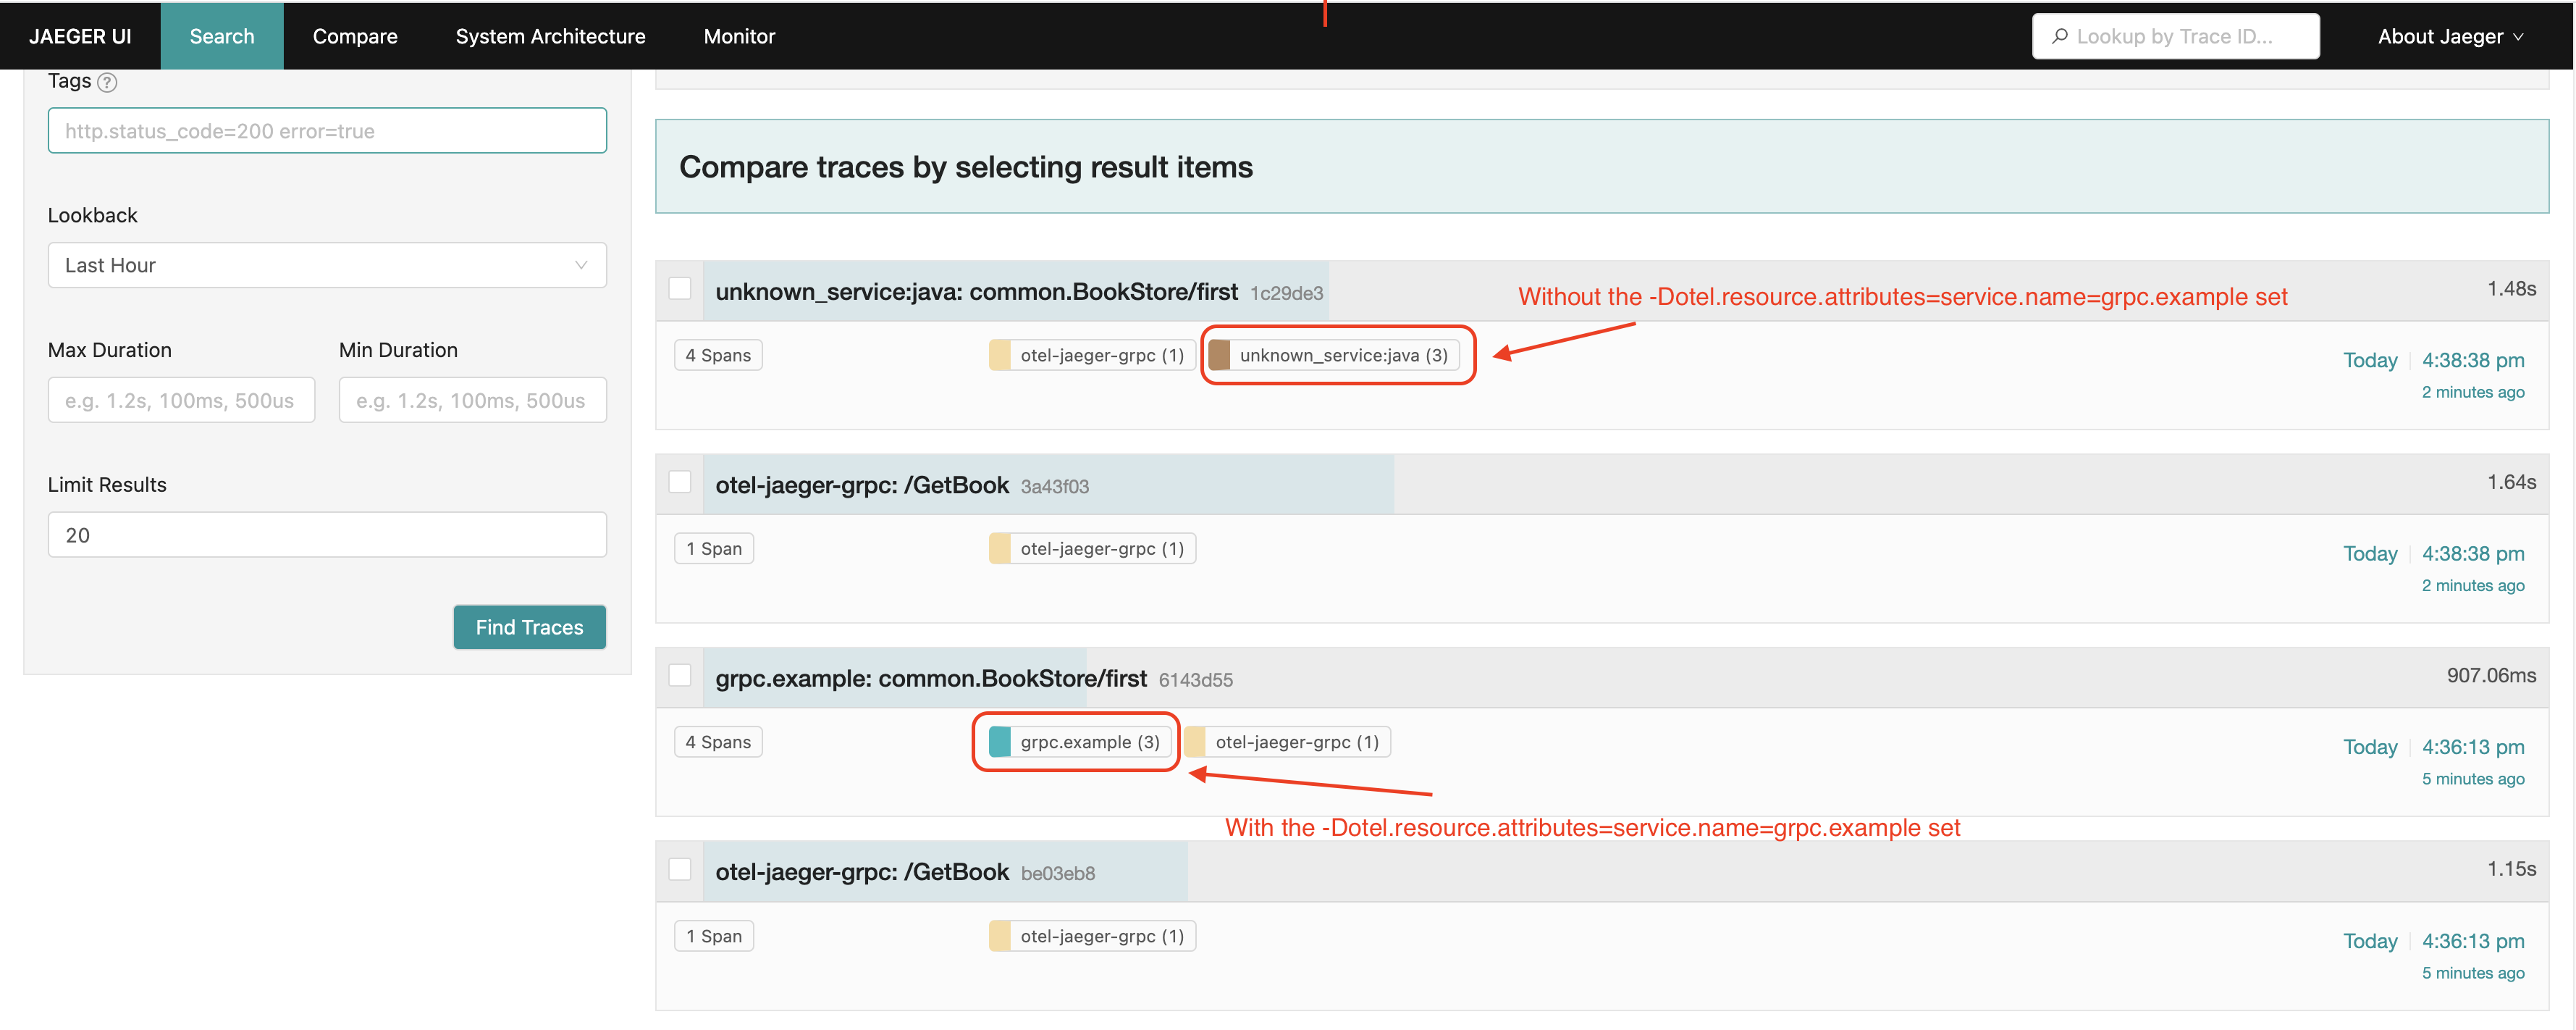 JAEGER UI Search Compare System Architecture Monitor Lookup by Trace ID... About Jaeger
Tags ?
http.status_code=200 error=true
Lookback
Last Hour
Max Duration Min Duration
e.g. 1.2s, 100ms, 500us e.g. 1.2s, 100ms, 500us
Limit Results
20
Find Traces
Compare traces by selecting result items
unknown_service:java: common.BookStore/first 1c29de3 1.48s
Without the -Dotel.resource.attributes=service.name=grpc.example set
4 Spans otel-jaeger-grpc (1) unknown_service:java (3) Today 4:38:38 pm
2 minutes ago
otel-jaeger-grpc: /GetBook 3a43f03 1.64s
1 Span otel-jaeger-grpc (1) Today 4:38:38 pm
2 minutes ago
grpc.example: common.BookStore/first 6143d55 907.06ms
4 Spans grpc.example (3) otel-jaeger-grpc (1) Today 4:36:13 pm
5 minutes ago
With the -Dotel.resource.attributes=service.name=grpc.example set
otel-jaeger-grpc: /GetBook be03eb8 1.15s
1 Span otel-jaeger-grpc (1) Today 4:36:13 pm
5 minutes ago